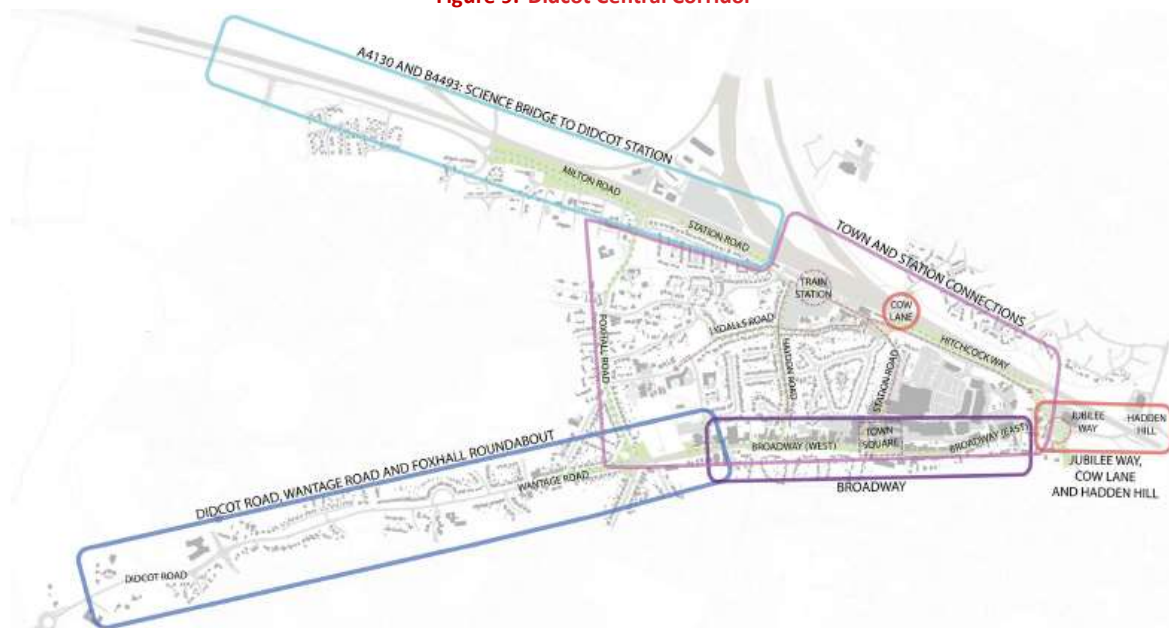 Figure 9: Didcot Central Corridor
A4130 AND B4493: SCIENCE BRIDGE TO DIDCOT STATION
MILTON ROAD
STATION ROAD
TOWN AND STATION CONNECTIONS
TRAIN
STATION
COW
LANE
HITCHCOCK WAY
FOXHALL ROAD
LYDALLS ROAD
HAYDON ROAD
STATION ROAD
JUBILEE
WAY
HADDEN
HILL
BROADWAY (WEST)
TOWN
SQUARE
BROADWAY (EAST)
JUBILEE WAY,
COW LANE
AND HADDEN HILL
BROADWAY
DIDCOT ROAD, WANTAGE ROAD AND FOXHALL ROUNDABOUT
WANTAGE ROAD
DIDCOT ROAD